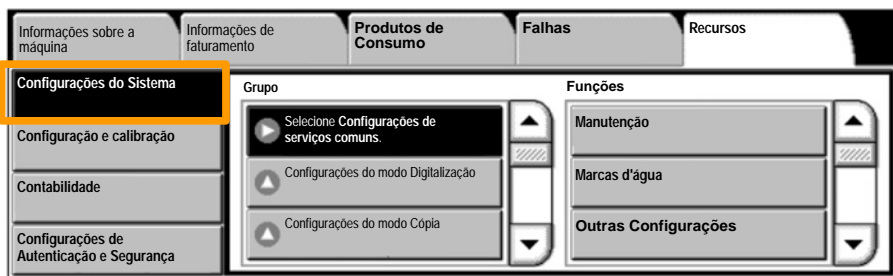 Informações sobre a
máquina
Informações de
faturamento
Produtos de
Consumo
Falhas
Recursos
Configurações do Sistema
Configuração e calibração
Contabilidade
Configurações de
Autenticação e Segurança
Grupo
Selecione Configurações de
serviços comuns.
Configurações do modo Digitalização
Configurações do modo Cópia
Funções
Manutenção
Marcas d'água
Outras Configurações